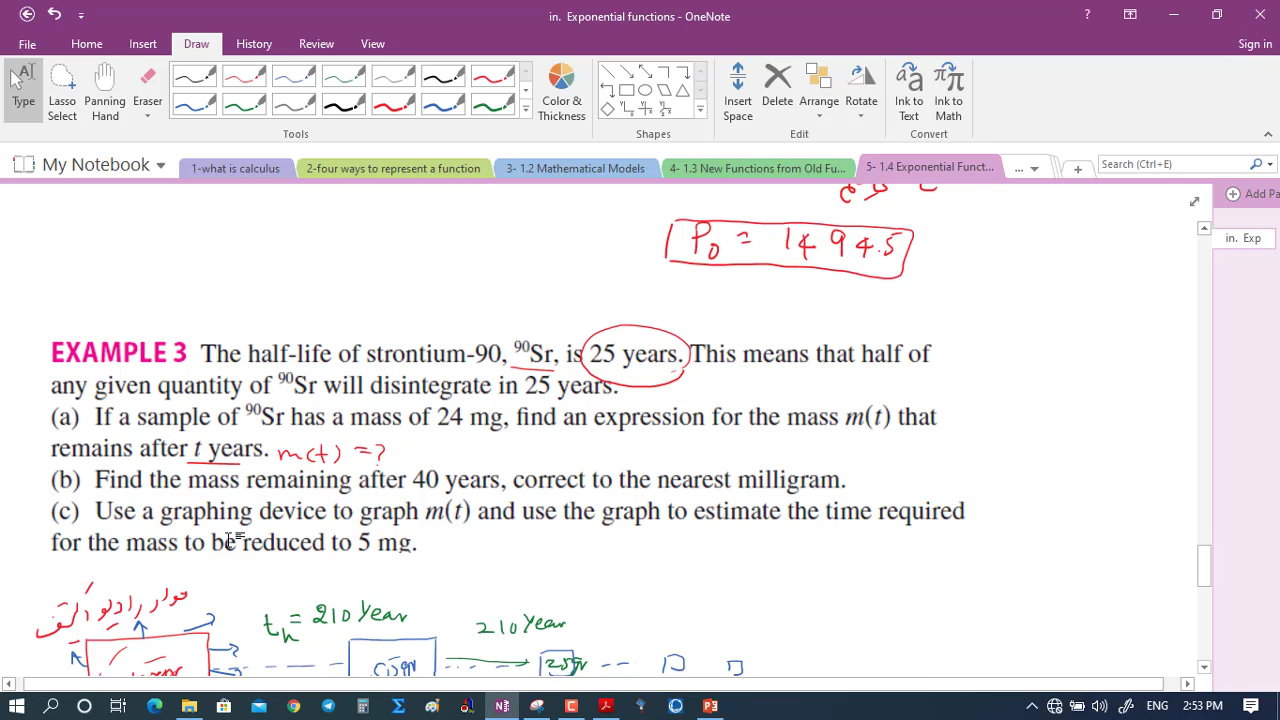 in. Exponential functions - OneNote
File Home Insert Draw History Review View Sign in
Type Lasso Select Panning Hand Eraser Color & Thickness Insert Space Delete Arrange Rotate Ink to Text Ink to Math
Tools Shapes Edit Convert
My Notebook 1-what is calculus 2-four ways to represent a function 3- 1.2 Mathematical Models 4- 1.3 New Functions from Old Fu... 5- 1.4 Exponential Funct... ... Search (Ctrl+E)
Add Pa
in. Exp
P₀ = 1494.5
EXAMPLE 3 The half-life of strontium-90, ⁹⁰Sr, is 25 years. This means that half of
any given quantity of ⁹⁰Sr will disintegrate in 25 years.
(a) If a sample of ⁹⁰Sr has a mass of 24 mg, find an expression for the mass m(t) that
remains after t years. m(t) = ?
(b) Find the mass remaining after 40 years, correct to the nearest milligram.
(c) Use a graphing device to graph m(t) and use the graph to estimate the time required
for the mass to be reduced to 5 mg.
t_h = 210 Year 210 Year
ENG 2:53 PM